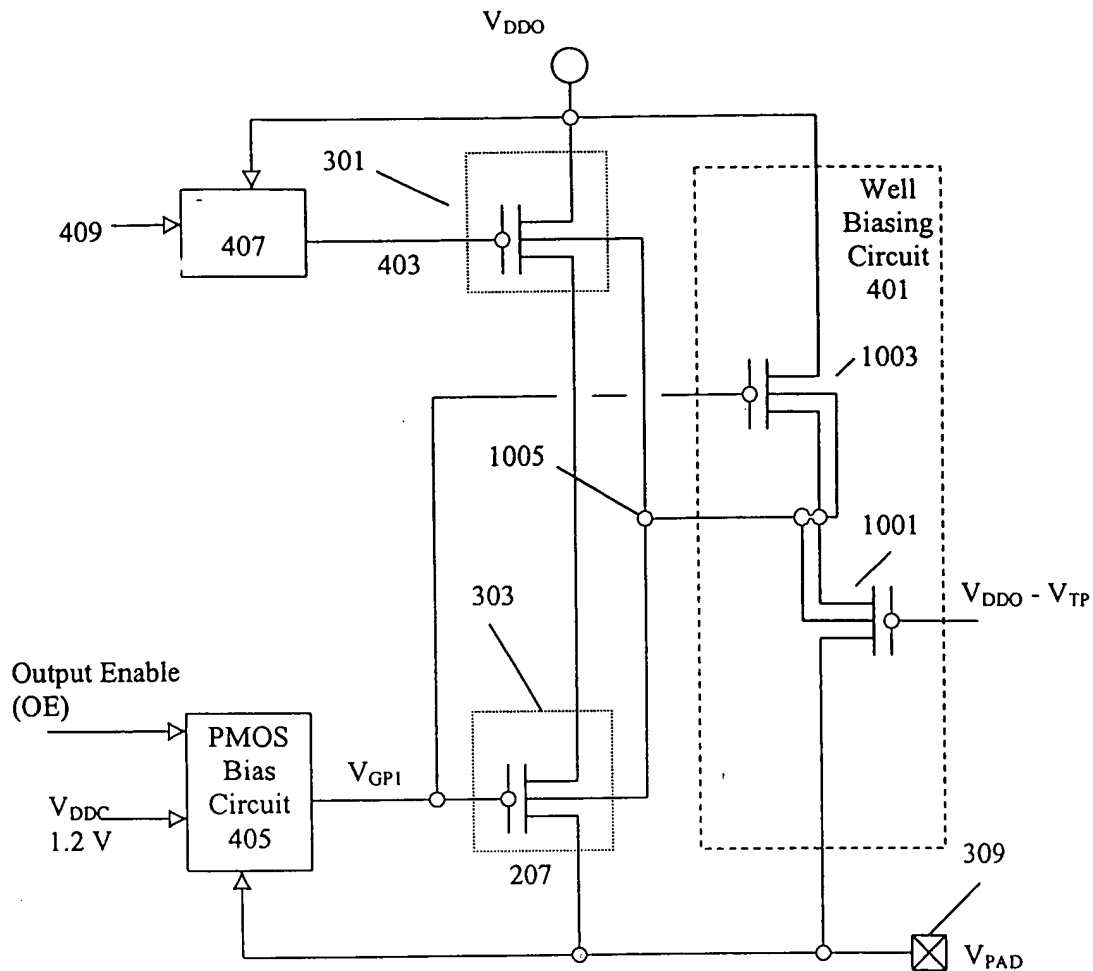 V_DDO
301
Well
Biasing
Circuit
401
409
407
403
1003
1005
1001
V_DDO - V_TP
303
Output Enable
(OE)
PMOS
Bias
Circuit
405
V_GP1
V_DDC
1.2 V
207
309
V_PAD